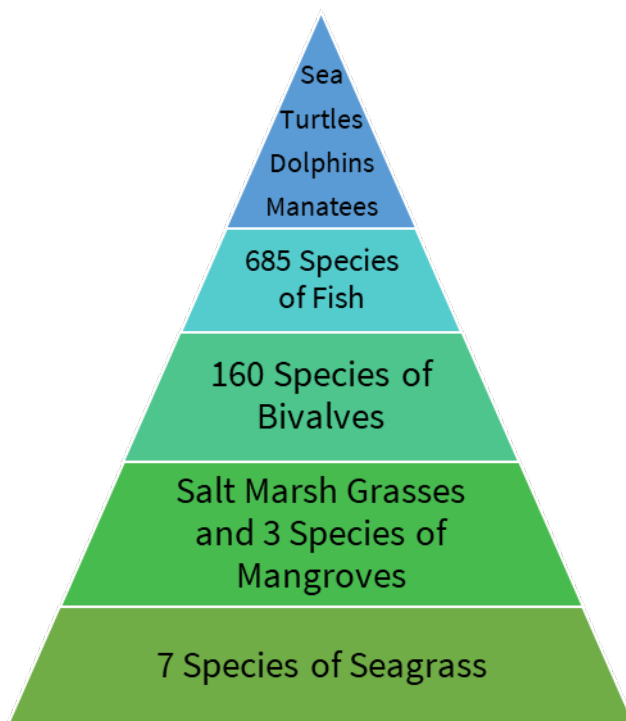 Sea
Turtles
Dolphins
Manatees
685 Species
of Fish
160 Species of
Bivalves
Salt Marsh Grasses
and 3 Species of
Mangroves
7 Species of Seagrass